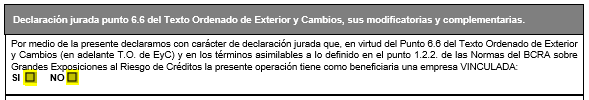 Declaración jurada punto 6.6 del Texto Ordenado de Exterior y Cambios, sus modificatorias y complementarias.
Por medio de la presente declaramos con carácter de declaración jurada que, en virtud del Punto 6.6 del Texto Ordenado de Exterior
y Cambios (en adelante T.O. de EyC) y en los términos asimilables a lo definido en el punto 1.2.2. de las Normas del BCRA sobre
Grandes Exposiciones al Riesgo de Créditos la presente operación tiene como beneficiaria una empresa VINCULADA:
SI NO